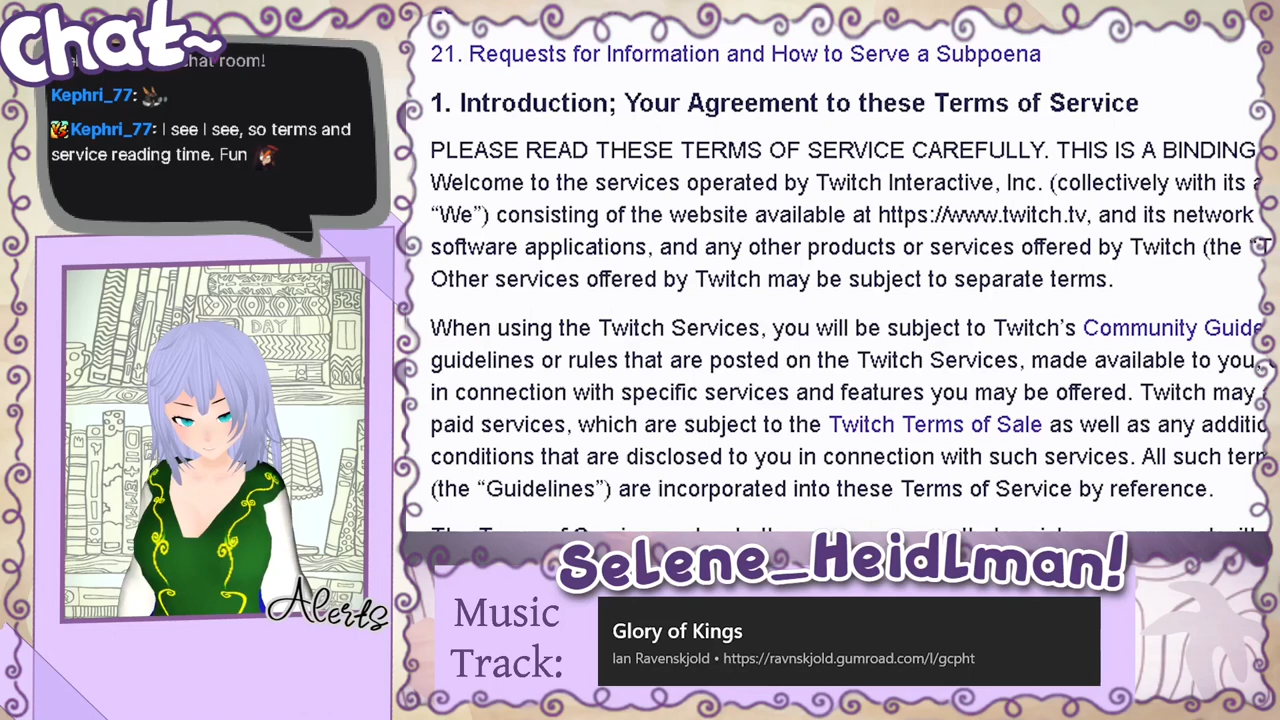 Chat~
chat room!
Kephri_77:
Kephri_77: I see I see, so terms and
service reading time. Fun
DAY
Alerts
21. Requests for Information and How to Serve a Subpoena
1. Introduction; Your Agreement to these Terms of Service
PLEASE READ THESE TERMS OF SERVICE CAREFULLY. THIS IS A BINDING
Welcome to the services operated by Twitch Interactive, Inc. (collectively with its
“We”) consisting of the website available at https://www.twitch.tv, and its network
software applications, and any other products or services offered by Twitch (the “T
Other services offered by Twitch may be subject to separate terms.
When using the Twitch Services, you will be subject to Twitch’s Community Guide
guidelines or rules that are posted on the Twitch Services, made available to you,
in connection with specific services and features you may be offered. Twitch may
paid services, which are subject to the Twitch Terms of Sale as well as any additio
conditions that are disclosed to you in connection with such services. All such term
(the “Guidelines”) are incorporated into these Terms of Service by reference.
Selene_Heidlman!
Music
Track:
Glory of Kings
Ian Ravenskjold • https://ravnskjold.gumroad.com/l/gcpht